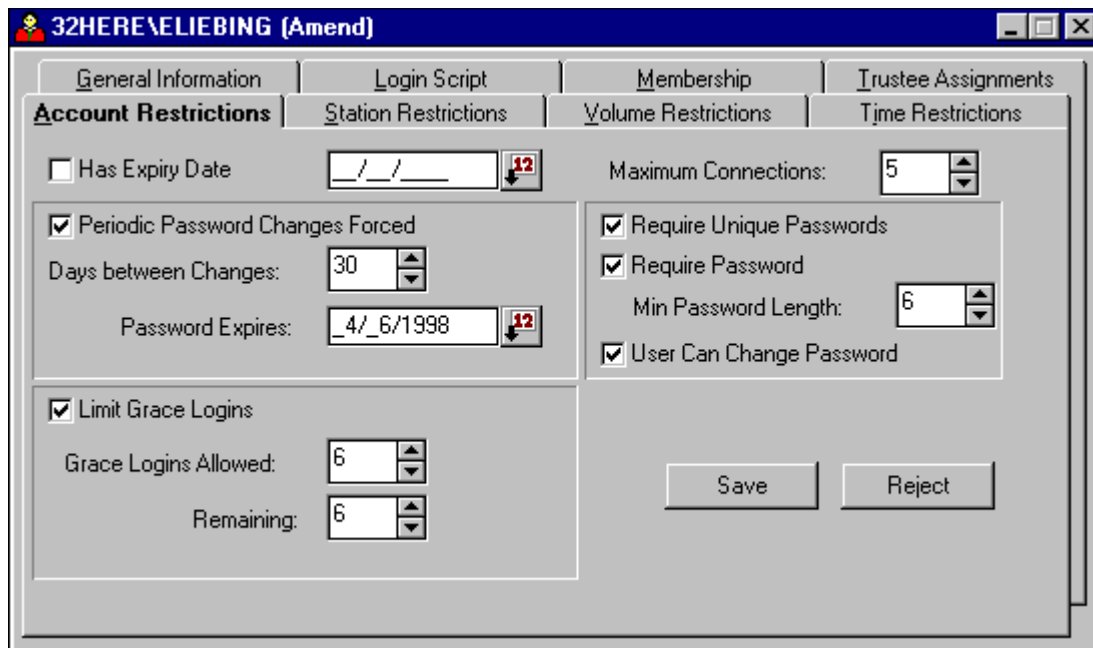 32HERE\ELIEBING (Amend)
General Information Login Script Membership Trustee Assignments
Account Restrictions Station Restrictions Volume Restrictions Time Restrictions
Has Expiry Date __/__/____ 12 Maximum Connections: 5
Periodic Password Changes Forced
Days between Changes: 30
Password Expires: _4/_6/1998 12
Require Unique Passwords
Require Password
Min Password Length: 6
User Can Change Password
Limit Grace Logins
Grace Logins Allowed: 6
Remaining: 6
Save Reject